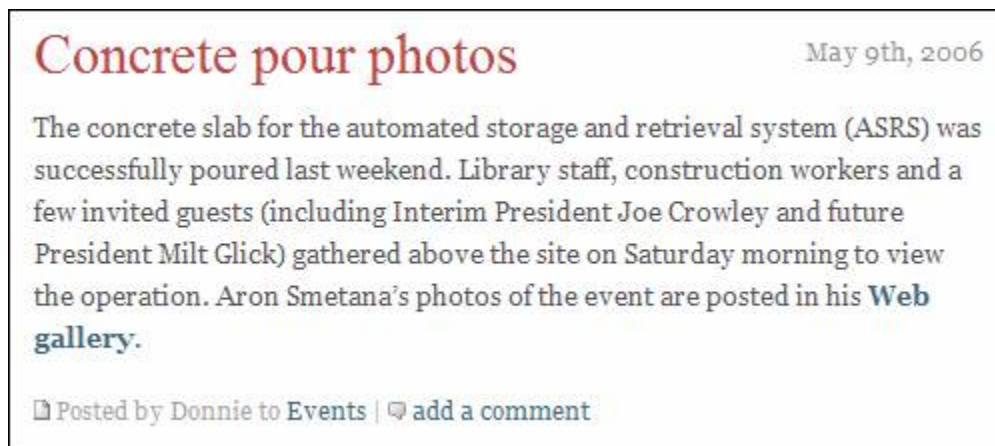 Concrete pour photos May 9th, 2006
The concrete slab for the automated storage and retrieval system (ASRS) was
successfully poured last weekend. Library staff, construction workers and a
few invited guests (including Interim President Joe Crowley and future
President Milt Glick) gathered above the site on Saturday morning to view
the operation. Aron Smetana’s photos of the event are posted in his Web
gallery.
Posted by Donnie to Events | add a comment